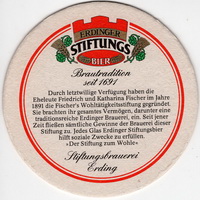 ERDINGER
STIFTUNGS
BIER
Brautradition
seit 1691
Durch letztwillige Verfügung haben die
Eheleute Friedrich und Katharina Fischer im Jahre
1891 die Fischer's Wohltätigkeitsstiftung gegründet.
Sie brachten ihr gesamtes Vermögen, darunter eine
traditionsreiche Erdinger Brauerei, ein. Seit jener
Zeit fließen sämtliche Gewinne der Brauerei dieser
Stiftung zu. Jedes Glas Erdinger Stiftungsbier
hilft soziale Zwecke zu erfüllen.
»Der Stiftung zum Wohle«
Stiftungsbrauerei
Erding